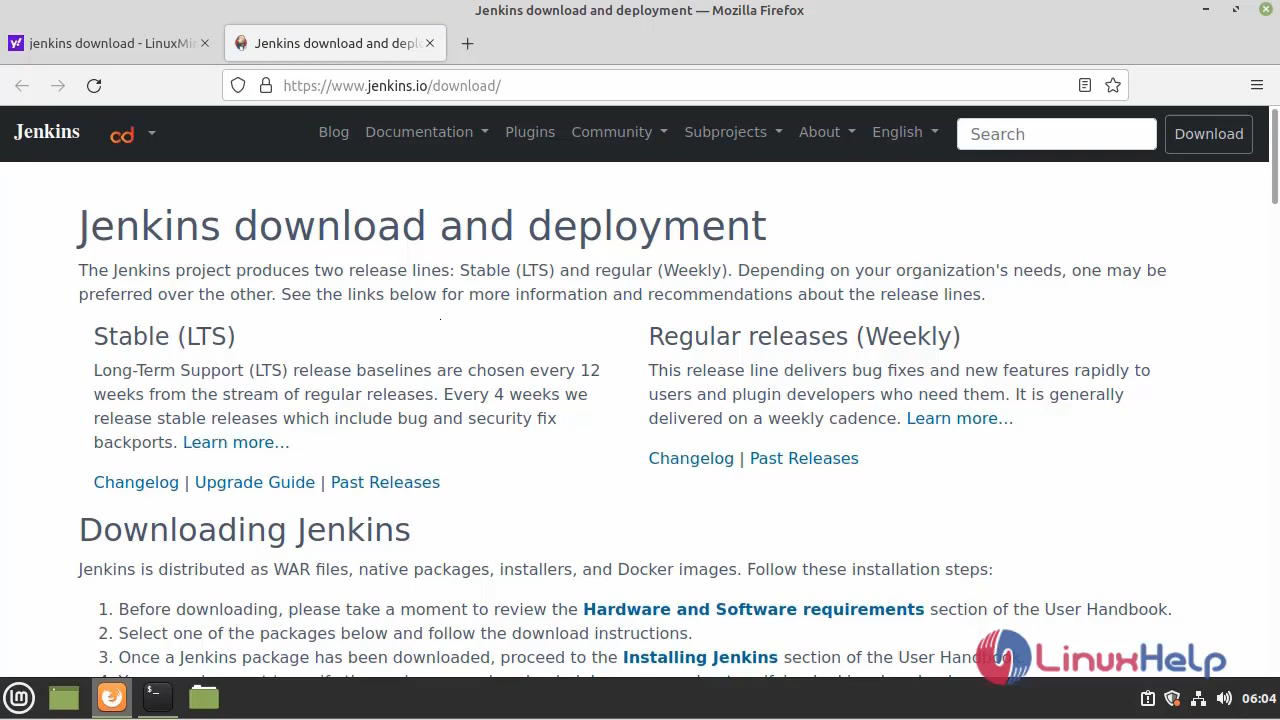 Jenkins download and deployment — Mozilla Firefox
jenkins download - LinuxMin
Jenkins download and depl
https://www.jenkins.io/download/
Jenkins
cd
Blog
Documentation
Plugins
Community
Subprojects
About
English
Search
Download
Jenkins download and deployment
The Jenkins project produces two release lines: Stable (LTS) and regular (Weekly). Depending on your organization's needs, one may be
preferred over the other. See the links below for more information and recommendations about the release lines.
Stable (LTS)
Long-Term Support (LTS) release baselines are chosen every 12
weeks from the stream of regular releases. Every 4 weeks we
release stable releases which include bug and security fix
backports. Learn more…
Changelog | Upgrade Guide | Past Releases
Regular releases (Weekly)
This release line delivers bug fixes and new features rapidly to
users and plugin developers who need them. It is generally
delivered on a weekly cadence. Learn more…
Changelog | Past Releases
Downloading Jenkins
Jenkins is distributed as WAR files, native packages, installers, and Docker images. Follow these installation steps:
1. Before downloading, please take a moment to review the Hardware and Software requirements section of the User Handbook.
2. Select one of the packages below and follow the download instructions.
3. Once a Jenkins package has been downloaded, proceed to the Installing Jenkins section of the User Handbook.
LinuxHelp
06:04